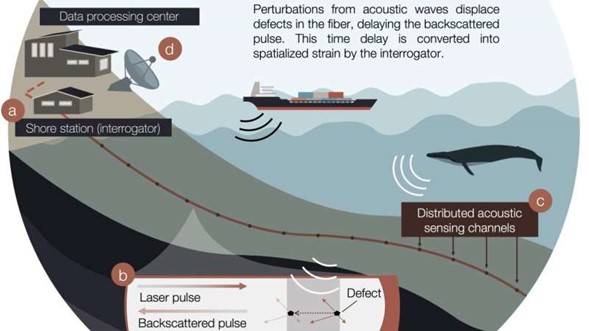 Data processing center
Perturbations from acoustic waves displace
defects in the fiber, delaying the backscattered
pulse. This time delay is converted into
spatialized strain by the interrogator.
d
a
Shore station (interrogator)
c
Distributed acoustic
sensing channels
b
Laser pulse
Defect
Backscattered pulse